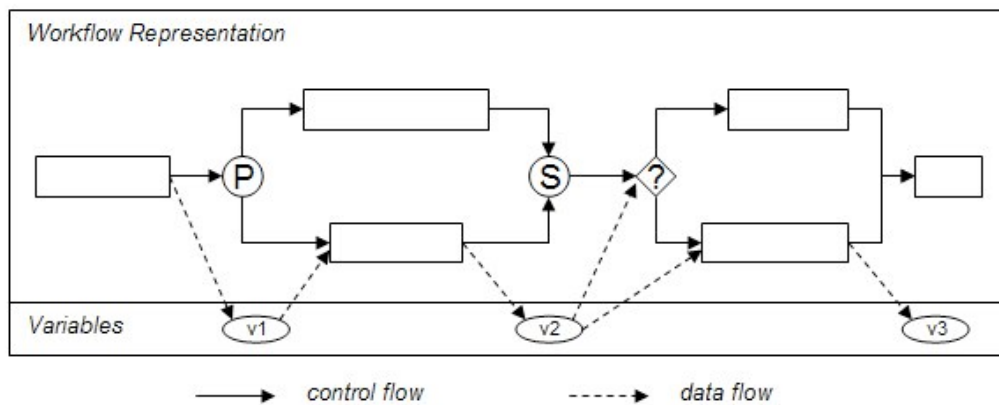 Workflow Representation
P
S
?
Variables
v1
v2
v3
control flow
data flow